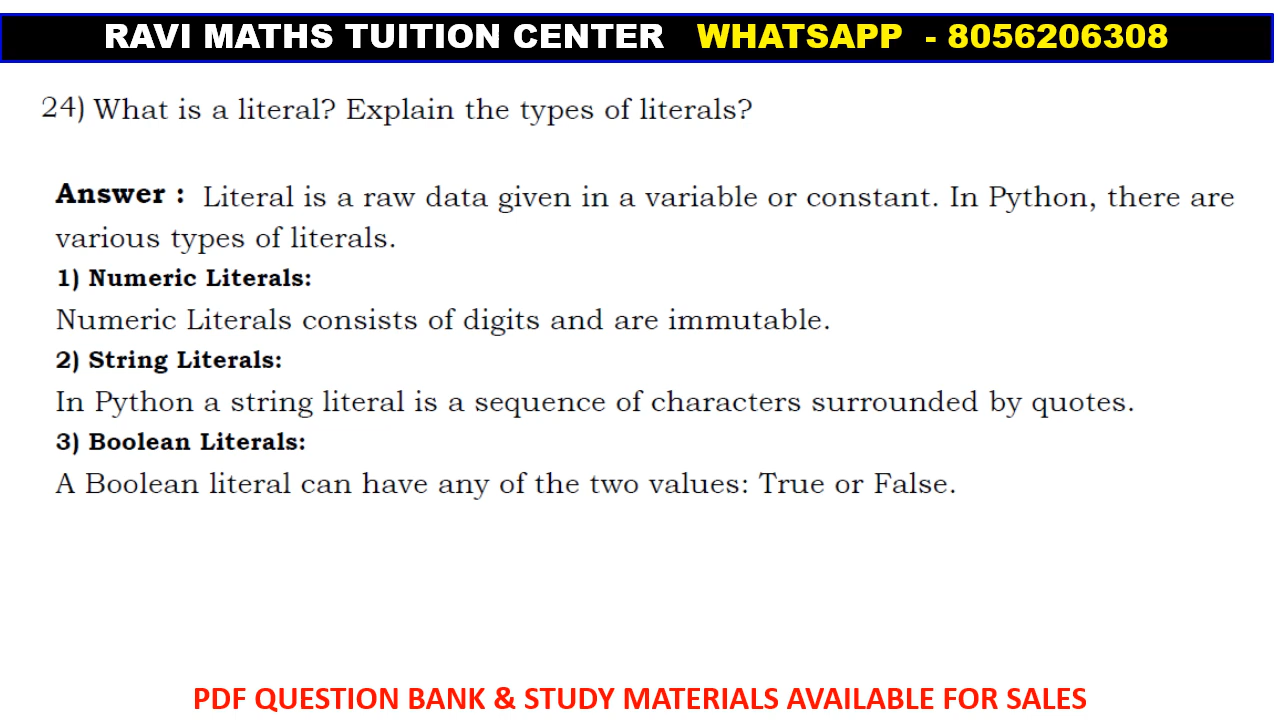 RAVI MATHS TUITION CENTER WHATSAPP - 8056206308
24) What is a literal? Explain the types of literals?
Answer : Literal is a raw data given in a variable or constant. In Python, there are
various types of literals.
1) Numeric Literals:
Numeric Literals consists of digits and are immutable.
2) String Literals:
In Python a string literal is a sequence of characters surrounded by quotes.
3) Boolean Literals:
A Boolean literal can have any of the two values: True or False.
PDF QUESTION BANK & STUDY MATERIALS AVAILABLE FOR SALES